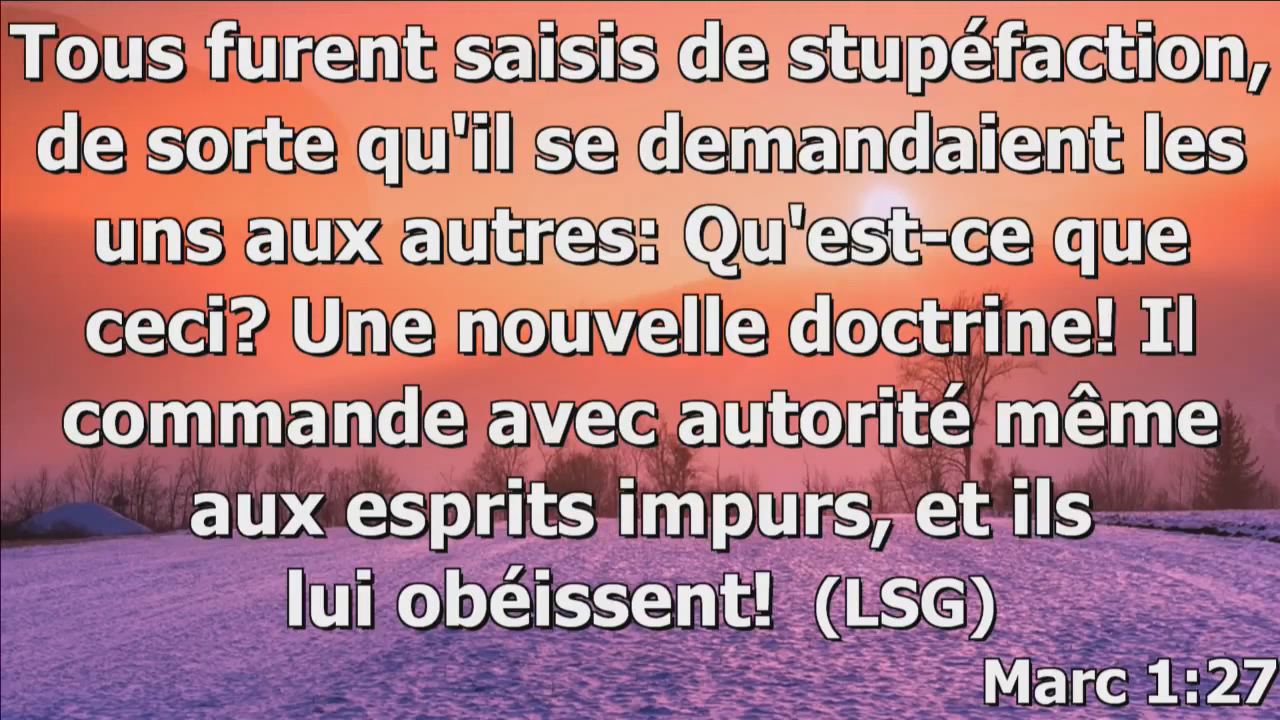 Tous furent saisis de stupéfaction,
de sorte qu'il se demandaient les
uns aux autres: Qu'est-ce que
ceci? Une nouvelle doctrine! Il
commande avec autorité même
aux esprits impurs, et ils
lui obéissent! (LSG)
Marc 1:27